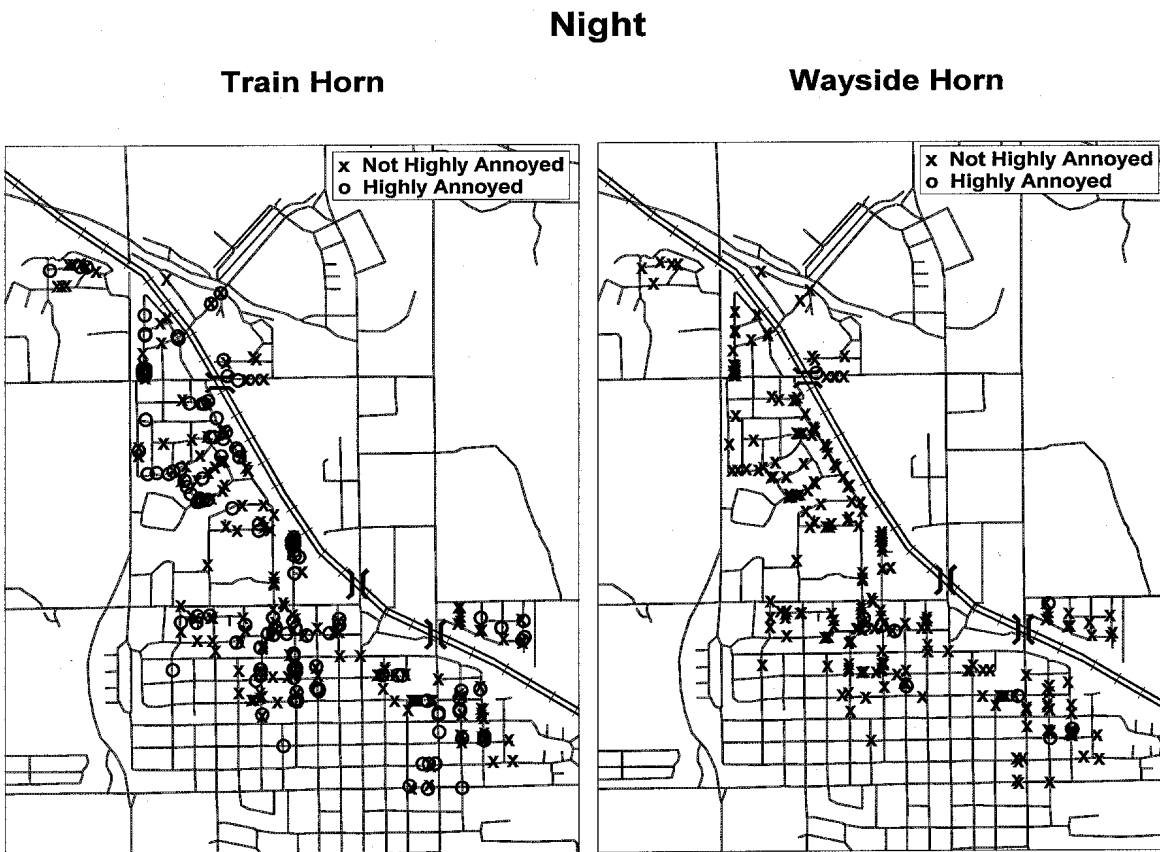 Night
Train Horn
Wayside Horn
x Not Highly Annoyed
o Highly Annoyed
x Not Highly Annoyed
o Highly Annoyed